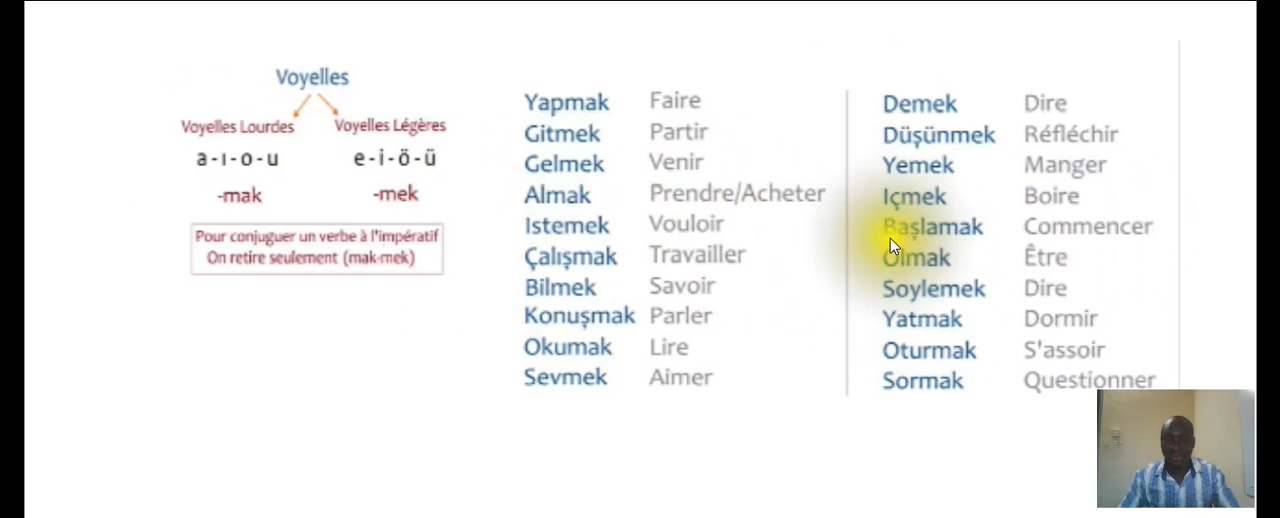 Voyelles
Voyelles Lourdes
Voyelles Légères
a-ı-o-u
e-i-ö-ü
-mak
-mek
Pour conjuguer un verbe à l'impératif
On retire seulement (mak-mek)
Yapmak Faire
Gitmek Partir
Gelmek Venir
Almak Prendre/Acheter
Istemek Vouloir
Çalışmak Travailler
Bilmek Savoir
Konuşmak Parler
Okumak Lire
Sevmek Aimer
Demek Dire
Düşünmek Réfléchir
Yemek Manger
Içmek Boire
Başlamak Commencer
Olmak Être
Soylemek Dire
Yatmak Dormir
Oturmak S'assoir
Sormak Questionner